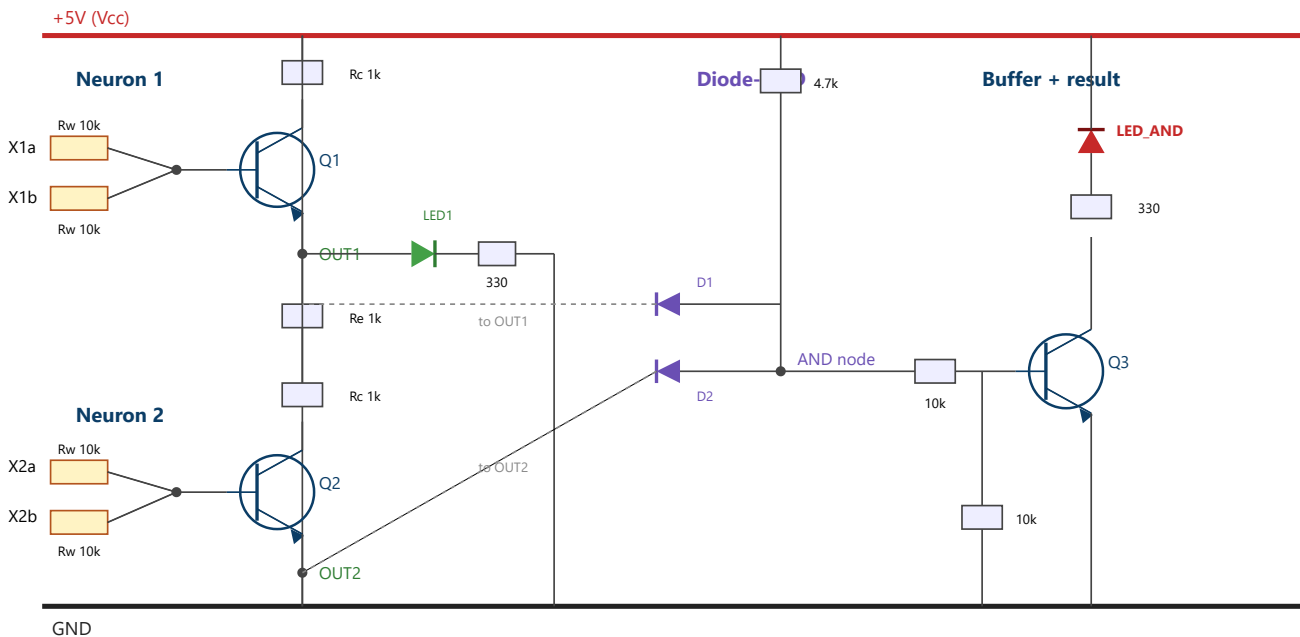 +5V (Vcc)
Neuron 1
Rc 1k
Diode-
4.7k
Buffer + result
Rw 10k
X1a
X1b
Rw 10k
Q1
LED_AND
LED1
330
OUT1
330
D1
Re 1k
to OUT1
AND node
Q3
Rc 1k
D2
10k
Neuron 2
Rw 10k
X2a
X2b
Rw 10k
Q2
to OUT2
10k
OUT2
GND